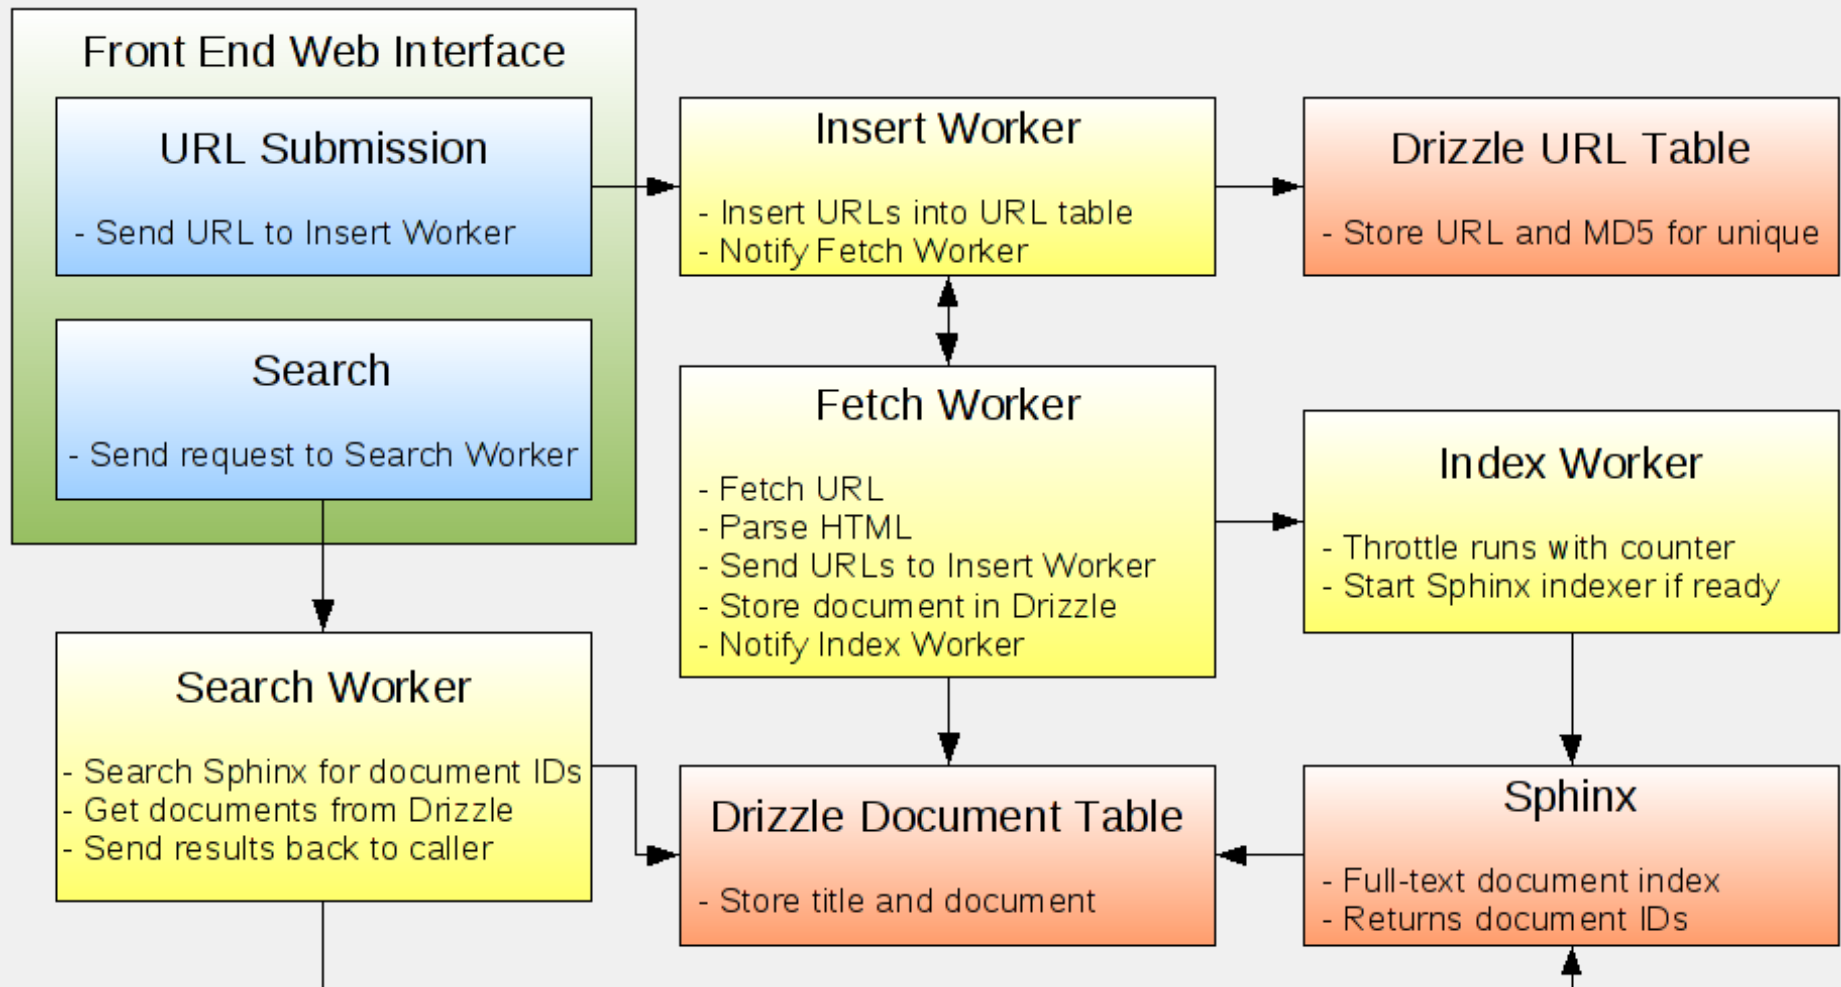 Front End Web Interface
URL Submission
- Send URL to Insert Worker
Search
- Send request to Search Worker
Insert Worker
- Insert URLs into URL table
- Notify Fetch Worker
Drizzle URL Table
- Store URL and MD5 for unique
Fetch Worker
- Fetch URL
- Parse HTML
- Send URLs to Insert Worker
- Store document in Drizzle
- Notify Index Worker
Index Worker
- Throttle runs with counter
- Start Sphinx indexer if ready
Search Worker
- Search Sphinx for document IDs
- Get documents from Drizzle
- Send results back to caller
Drizzle Document Table
- Store title and document
Sphinx
- Full-text document index
- Returns document IDs